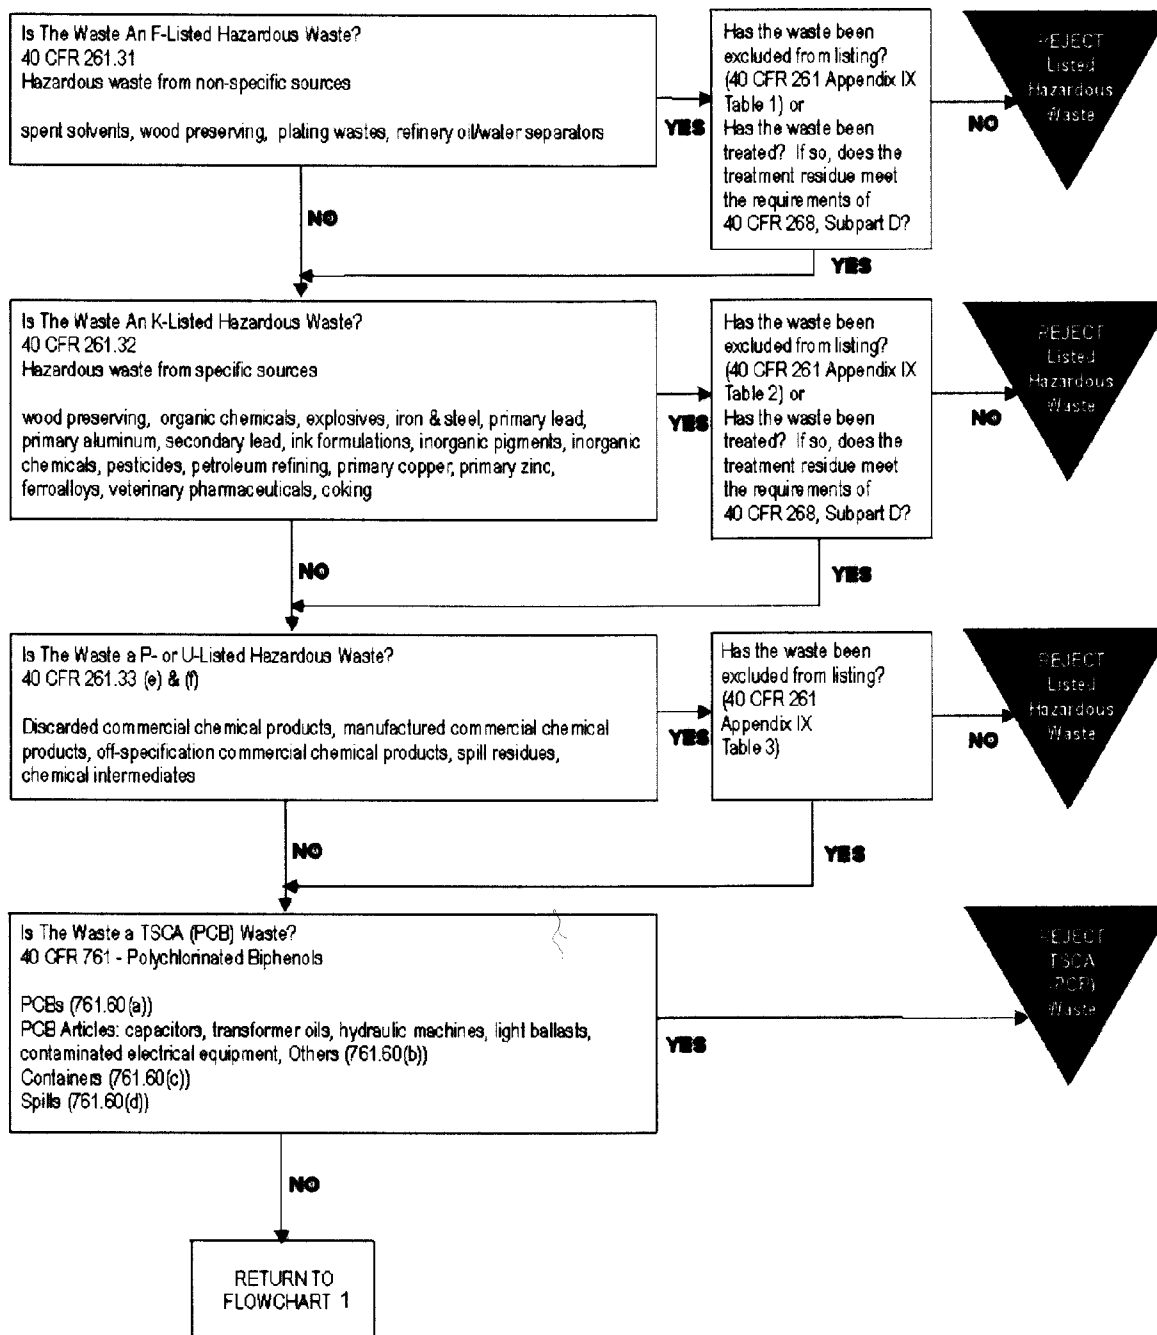 Is The Waste An F-Listed Hazardous Waste?
40 CFR 261.31
Hazardous waste from non-specific sources
spent solvents, wood preserving, plating wastes, refinery oil/water separators
YES
Has the waste been
excluded from listing?
(40 CFR 261 Appendix IX
Table 1) or
Has the waste been
treated? If so, does the
treatment residue meet
the requirements of
40 CFR 268, Subpart D?
NO
REJECT
Listed
Hazardous
Waste
NO
YES
Is The Waste An K-Listed Hazardous Waste?
40 CFR 261.32
Hazardous waste from specific sources
wood preserving, organic chemicals, explosives, iron & steel, primary lead,
primary aluminum, secondary lead, ink formulations, inorganic pigments, inorganic
chemicals, pesticides, petroleum refining, primary copper, primary zinc,
ferroalloys, veterinary pharmaceuticals, coking
YES
Has the waste been
excluded from listing?
(40 CFR 261 Appendix IX
Table 2) or
Has the waste been
treated? If so, does the
treatment residue meet
the requirements of
40 CFR 268, Subpart D?
NO
REJECT
Listed
Hazardous
Waste
NO
YES
Is The Waste a P- or U-Listed Hazardous Waste?
40 CFR 261.33 (e) & (f)
Discarded commercial chemical products, manufactured commercial chemical
products, off-specification commercial chemical products, spill residues,
chemical intermediates
YES
Has the waste been
excluded from listing?
(40 CFR 261
Appendix IX
Table 3)
NO
REJECT
Listed
Hazardous
Waste
NO
YES
Is The Waste a TSCA (PCB) Waste?
40 CFR 761 - Polychlorinated Biphenols
PCBs (761.60(a))
PCB Articles: capacitors, transformer oils, hydraulic machines, light ballasts,
contaminated electrical equipment, Others (761.60(b))
Containers (761.60(c))
Spills (761.60(d))
YES
REJECT
TSCA
(PCB)
Waste
NO
RETURN TO
FLOWCHART 1